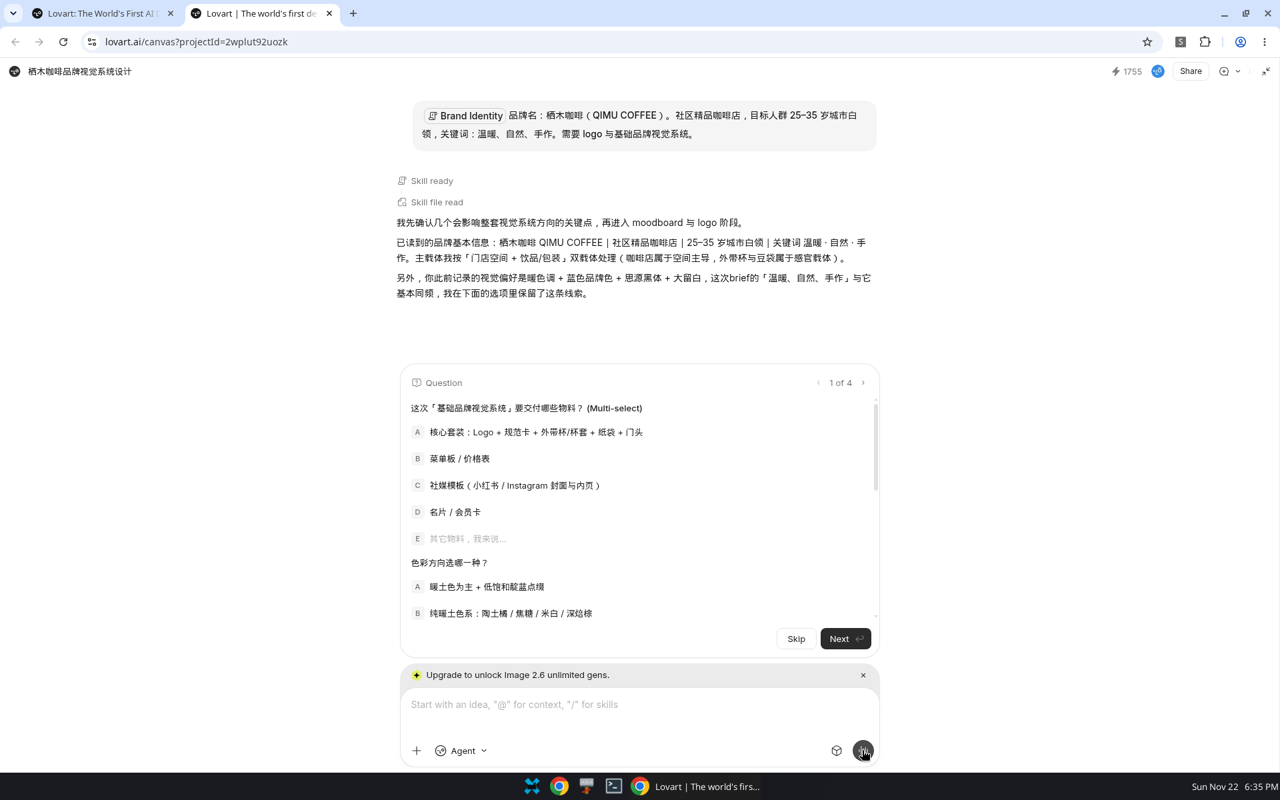 Lovart: The World's First AI D
Lovart | The world's first de
lovart.ai/canvas?projectId=2wplut92uozk
S
栖木咖啡品牌视觉系统设计
1755
Share
Brand Identity 品牌名：栖木咖啡（QIMU COFFEE）。社区精品咖啡店，目标人群 25–35 岁城市白
领，关键词：温暖、自然、手作。需要 logo 与基础品牌视觉系统。
Skill ready
Skill file read
我先确认几个会影响整套视觉系统方向的关键点，再进入 moodboard 与 logo 阶段。
已读到的品牌基本信息：栖木咖啡 QIMU COFFEE｜社区精品咖啡店｜25–35 岁城市白领｜关键词 温暖 · 自然 · 手
作。主载体我按「门店空间 + 饮品/包装」双载体处理（咖啡店属于空间主导，外带杯与豆袋属于感官载体）。
另外，你此前记录的视觉偏好是暖色调 + 蓝色品牌色 + 思源黑体 + 大留白，这次brief的「温暖、自然、手作」与它
基本同频，我在下面的选项里保留了这条线索。
Question
1 of 4
这次「基础品牌视觉系统」要交付哪些物料？ (Multi-select)
A 核心套装：Logo + 规范卡 + 外带杯/杯套 + 纸袋 + 门头
B 菜单板 / 价格表
C 社媒模板（小红书 / Instagram 封面与内页）
D 名片 / 会员卡
E 其它物料，我来说...
色彩方向选哪一种？
A 暖土色为主 + 低饱和靛蓝点缀
B 纯暖土色系：陶土橘 / 焦糖 / 米白 / 深焙棕
Skip
Next
Upgrade to unlock Image 2.6 unlimited gens.
Start with an idea, "@" for context, "/" for skills
Agent
Lovart | The world's firs...
Sun Nov 22 6:35 PM